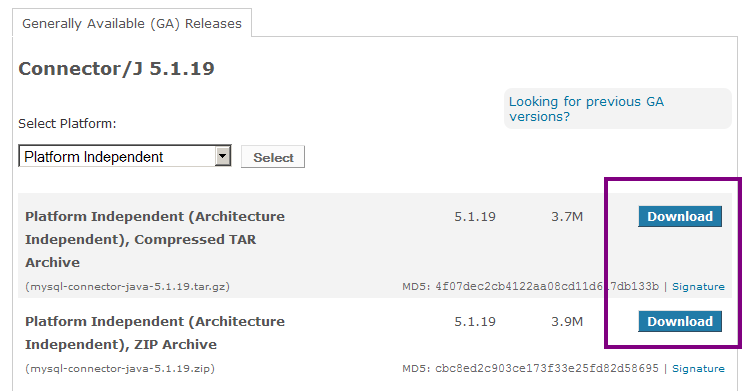 Generally Available (GA) Releases
Connector/J 5.1.19
Looking for previous GA
versions?
Select Platform:
Platform Independent
Select
Platform Independent (Architecture 5.1.19 3.7M Download
Independent), Compressed TAR
Archive
(mysql-connector-java-5.1.19.tar.gz) MD5: 4f07dec2cb4122aa08cd11d617db133b | Signature
Platform Independent (Architecture 5.1.19 3.9M Download
Independent), ZIP Archive
(mysql-connector-java-5.1.19.zip) MD5: cbc8ed2c903ce173f33e25fd82d58695 | Signature